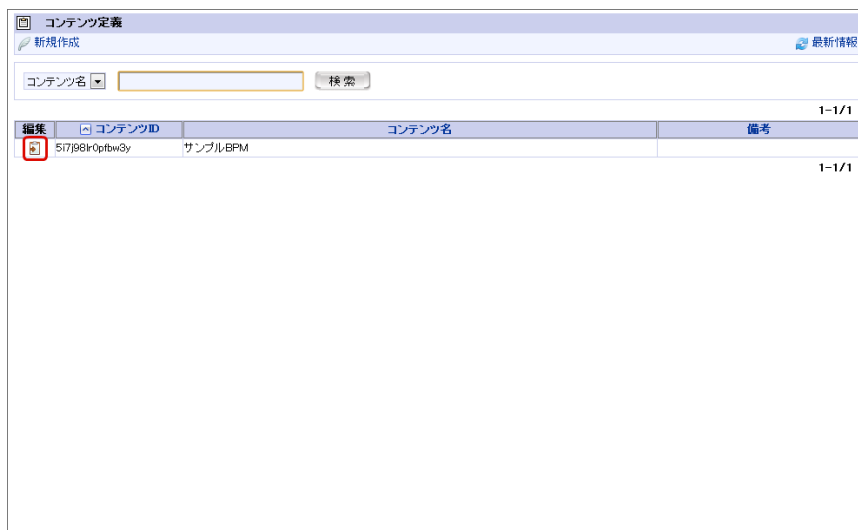 コンテンツ定義
新規作成 最新情報
コンテンツ名 検索
1-1/1
編集 コンテンツID コンテンツ名 備考
5i7j98lr0pfbw3y サンプルBPM
1-1/1